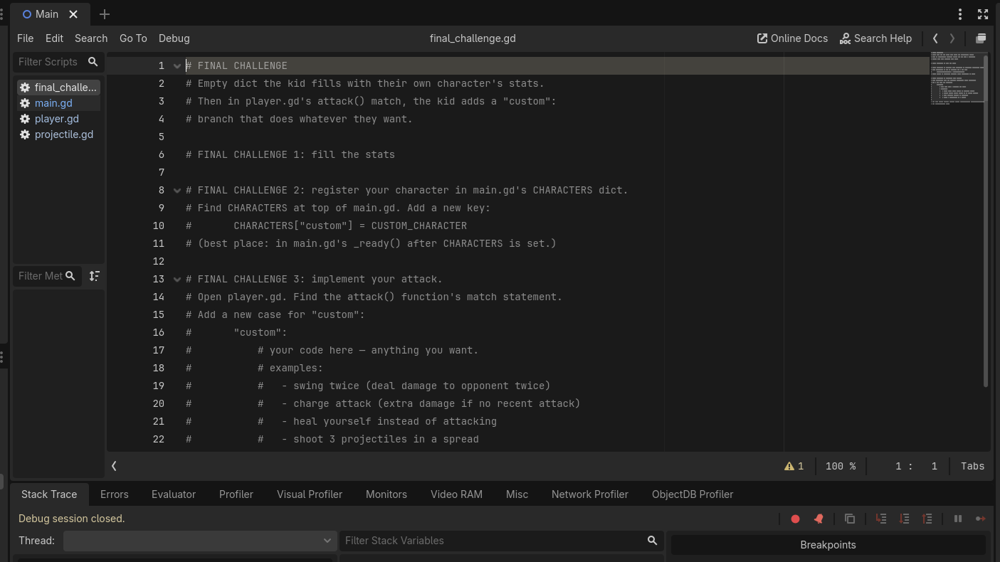 Main
File Edit Search Go To Debug final_challenge.gd Online Docs Search Help
Filter Scripts
final_challe...
main.gd
player.gd
projectile.gd
Filter Met
1 # FINAL CHALLENGE
2 # Empty dict the kid fills with their own character's stats.
3 # Then in player.gd's attack() match, the kid adds a "custom":
4 # branch that does whatever they want.
5
6 # FINAL CHALLENGE 1: fill the stats
7
8 # FINAL CHALLENGE 2: register your character in main.gd's CHARACTERS dict.
9 # Find CHARACTERS at top of main.gd. Add a new key:
10 #       CHARACTERS["custom"] = CUSTOM_CHARACTER
11 # (best place: in main.gd's _ready() after CHARACTERS is set.)
12
13 # FINAL CHALLENGE 3: implement your attack.
14 # Open player.gd. Find the attack() function's match statement.
15 # Add a new case for "custom":
16 #       "custom":
17 #           # your code here — anything you want.
18 #           # examples:
19 #           #   - swing twice (deal damage to opponent twice)
20 #           #   - charge attack (extra damage if no recent attack)
21 #           #   - heal yourself instead of attacking
22 #           #   - shoot 3 projectiles in a spread
1 100 % 1 : 1 Tabs
Stack Trace Errors Evaluator Profiler Visual Profiler Monitors Video RAM Misc Network Profiler ObjectDB Profiler
Debug session closed.
Thread: Filter Stack Variables Breakpoints